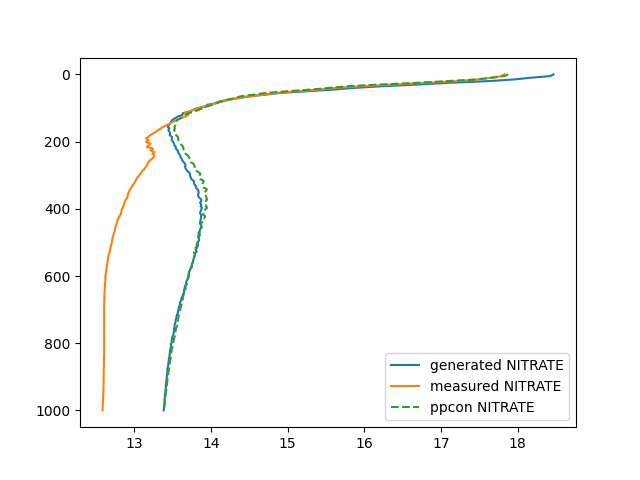 0
200
400
600
800
1000
13 14 15 16 17 18
generated NITRATE
measured NITRATE
ppcon NITRATE